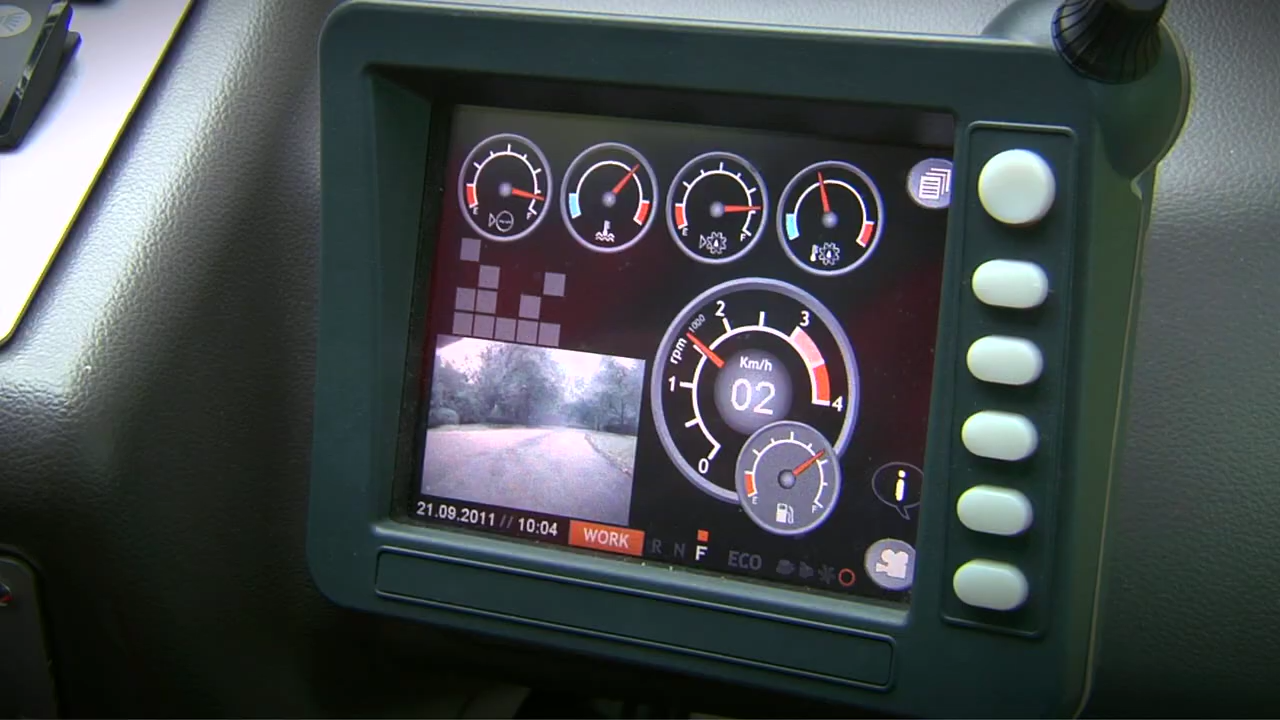 E F
E F
2 3
1000
rpm
Km/h
1 02 4
0
E F
i
21.09.2011 // 10:04 WORK R N F ECO